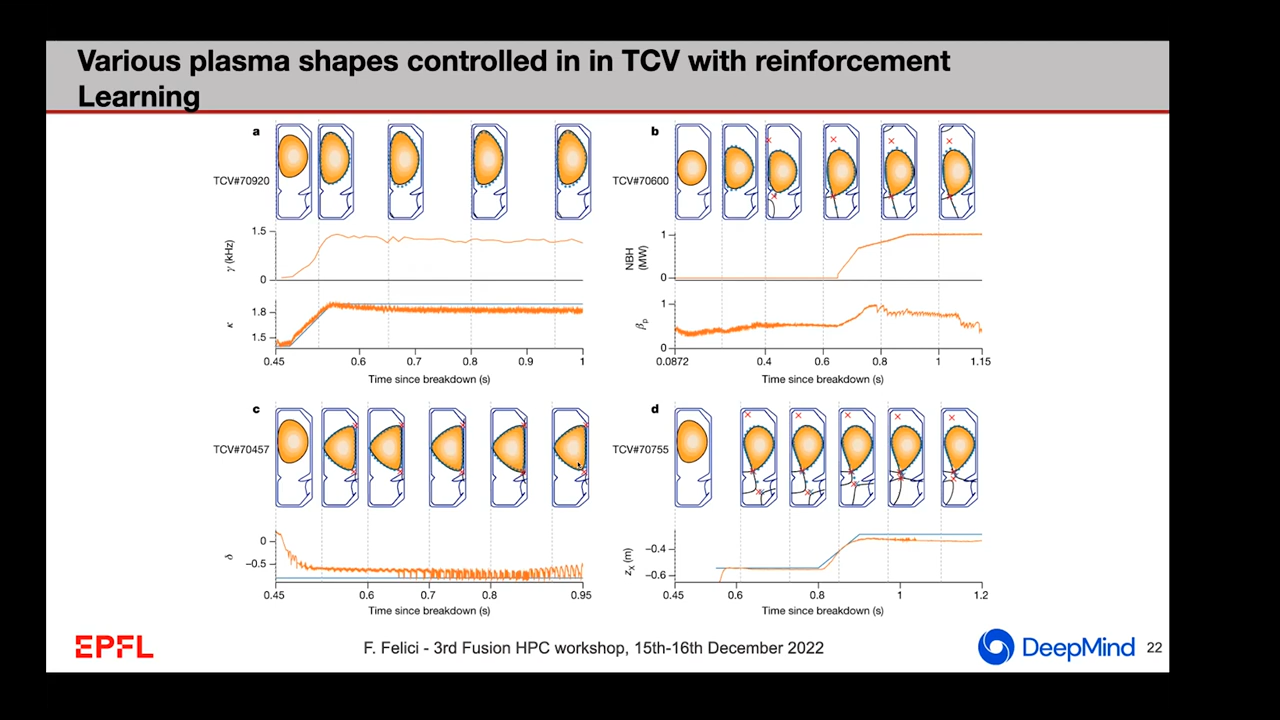 Various plasma shapes controlled in in TCV with reinforcement
Learning
a
TCV#70920
γ (kHz)
1.5
0
κ
1.8
1.5
0.45 0.6 0.7 0.8 0.9 1
Time since breakdown (s)
b
TCV#70600
NBH
(MW)
1
0
βp
1
0
0.0872 0.4 0.6 0.8 1 1.15
Time since breakdown (s)
c
TCV#70457
δ
0
−0.5
0.45 0.6 0.7 0.8 0.95
Time since breakdown (s)
d
TCV#70755
zX (m)
−0.4
−0.6
0.45 0.6 0.8 1 1.2
Time since breakdown (s)
EPFL
F. Felici - 3rd Fusion HPC workshop, 15th-16th December 2022
DeepMind
22